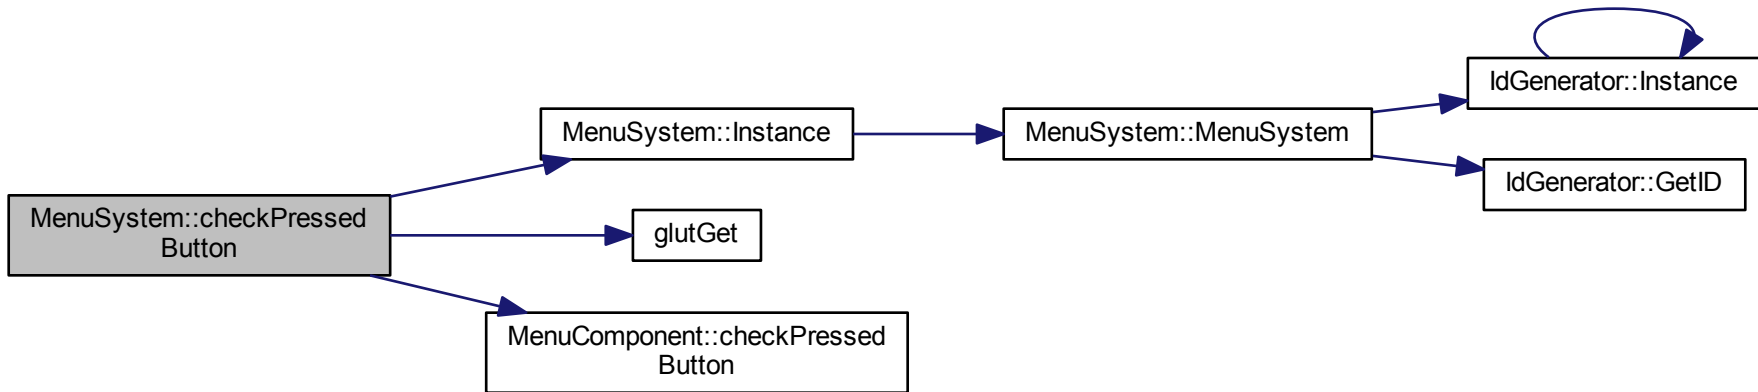 MenuSystem::checkPressed
Button
MenuSystem::Instance
glutGet
MenuComponent::checkPressed
Button
MenuSystem::MenuSystem
IdGenerator::Instance
IdGenerator::GetID